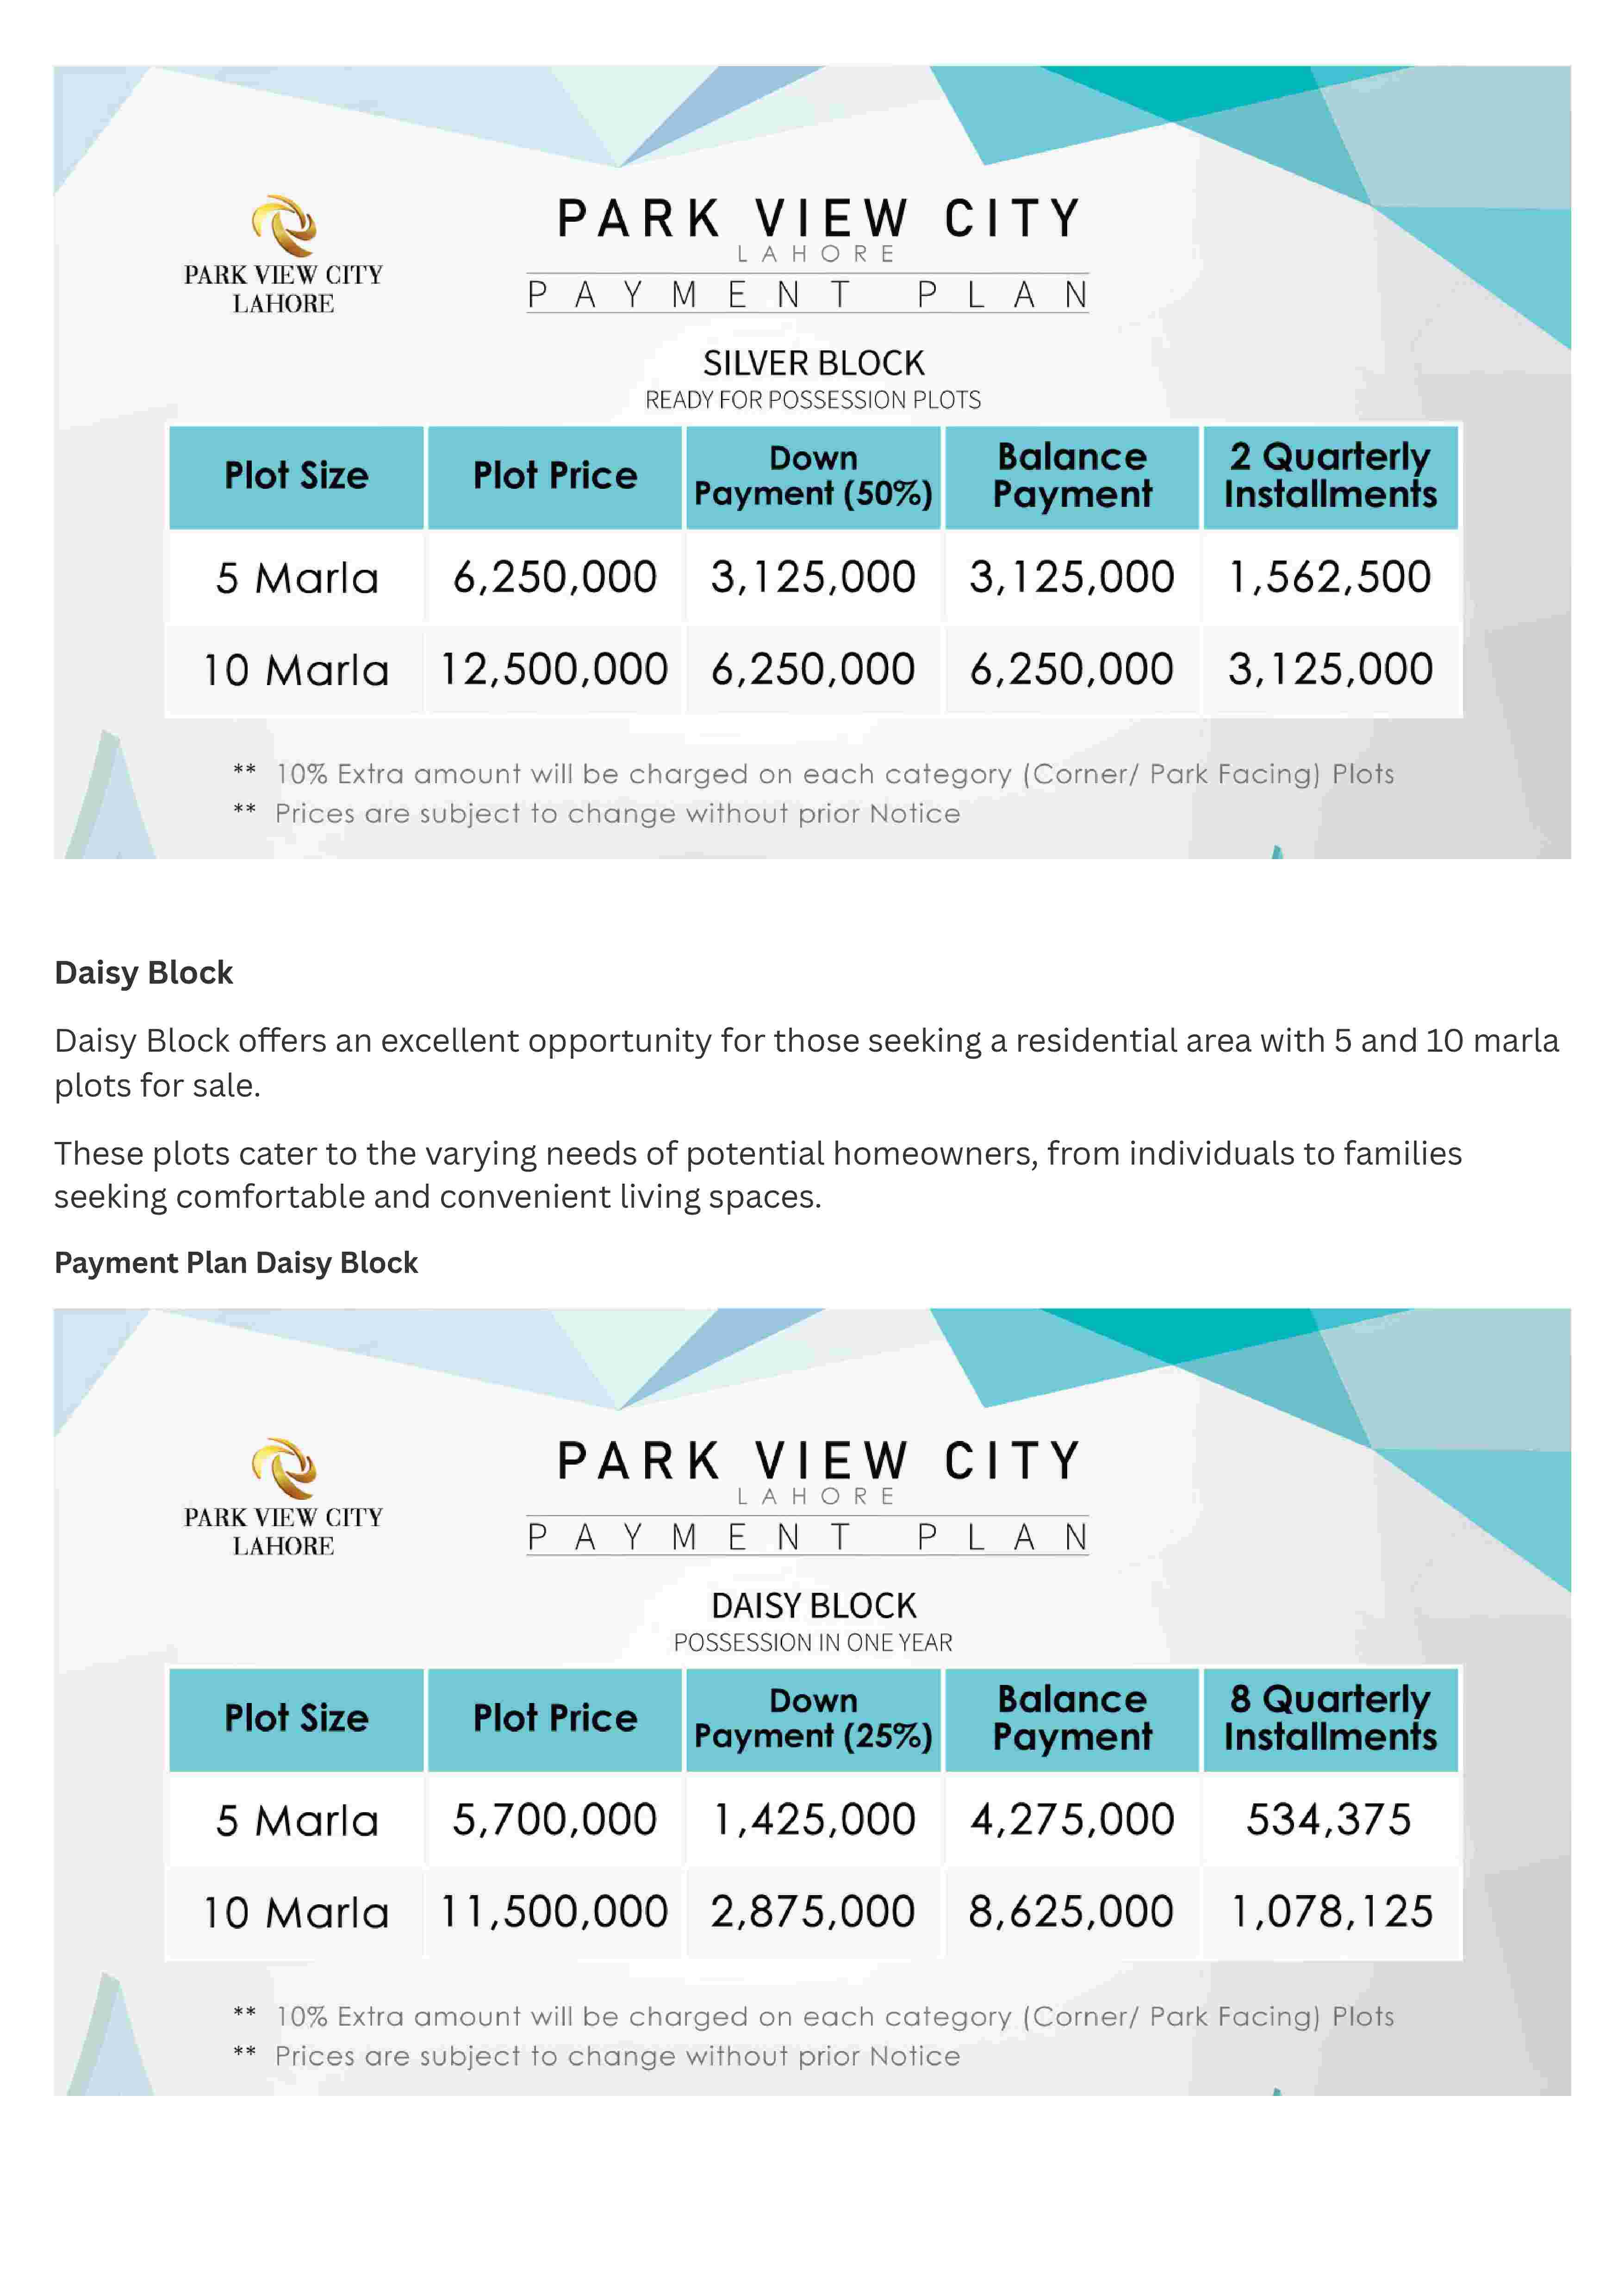 PARK VIEW CITY
LAHORE
PARK VIEW CITY
LAHORE
PAYMENT PLAN
SILVER BLOCK
READY FOR POSSESSION PLOTS
Plot Size Plot Price Down Payment (50%) Balance Payment 2 Quarterly Installments
5 Marla 6,250,000 3,125,000 3,125,000 1,562,500
10 Marla 12,500,000 6,250,000 6,250,000 3,125,000
** 10% Extra amount will be charged on each category (Corner/ Park Facing) Plots
** Prices are subject to change without prior Notice
Daisy Block
Daisy Block offers an excellent opportunity for those seeking a residential area with 5 and 10 marla
plots for sale.
These plots cater to the varying needs of potential homeowners, from individuals to families
seeking comfortable and convenient living spaces.
Payment Plan Daisy Block
PARK VIEW CITY
LAHORE
PARK VIEW CITY
LAHORE
PAYMENT PLAN
DAISY BLOCK
POSSESSION IN ONE YEAR
Plot Size Plot Price Down Payment (25%) Balance Payment 8 Quarterly Installments
5 Marla 5,700,000 1,425,000 4,275,000 534,375
10 Marla 11,500,000 2,875,000 8,625,000 1,078,125
** 10% Extra amount will be charged on each category (Corner/ Park Facing) Plots
** Prices are subject to change without prior Notice